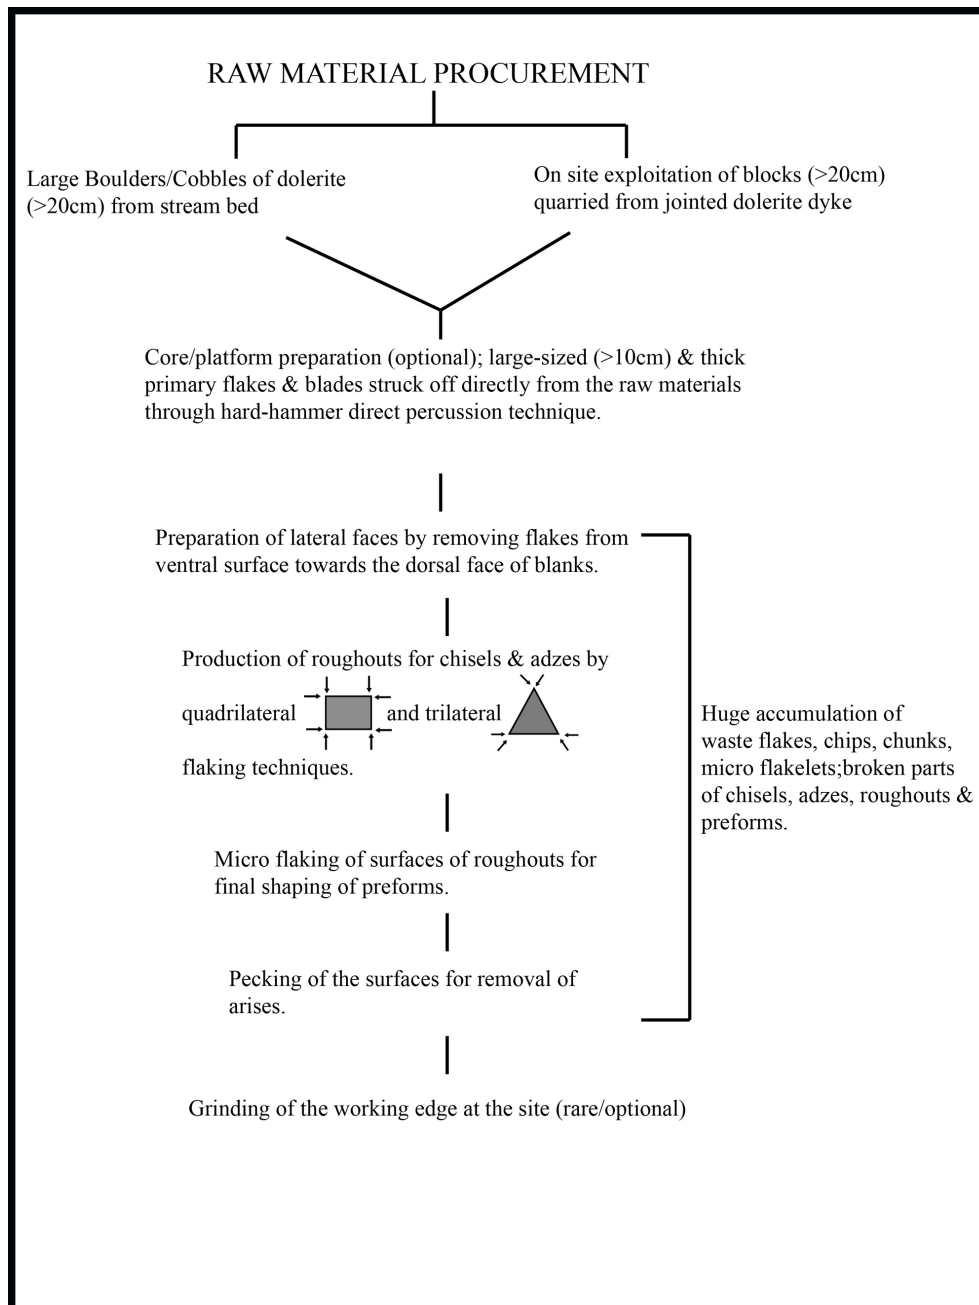 RAW MATERIAL PROCUREMENT
Large Boulders/Cobbles of dolerite
(>20cm) from stream bed
On site exploitation of blocks (>20cm)
quarried from jointed dolerite dyke
Core/platform preparation (optional); large-sized (>10cm) & thick
primary flakes & blades struck off directly from the raw materials
through hard-hammer direct percussion technique.
Preparation of lateral faces by removing flakes from
ventral surface towards the dorsal face of blanks.
Production of roughouts for chisels & adzes by
quadrilateral and trilateral
flaking techniques.
Micro flaking of surfaces of roughouts for
final shaping of preforms.
Pecking of the surfaces for removal of
arises.
Huge accumulation of
waste flakes, chips, chunks,
micro flakelets;broken parts
of chisels, adzes, roughouts &
preforms.
Grinding of the working edge at the site (rare/optional)